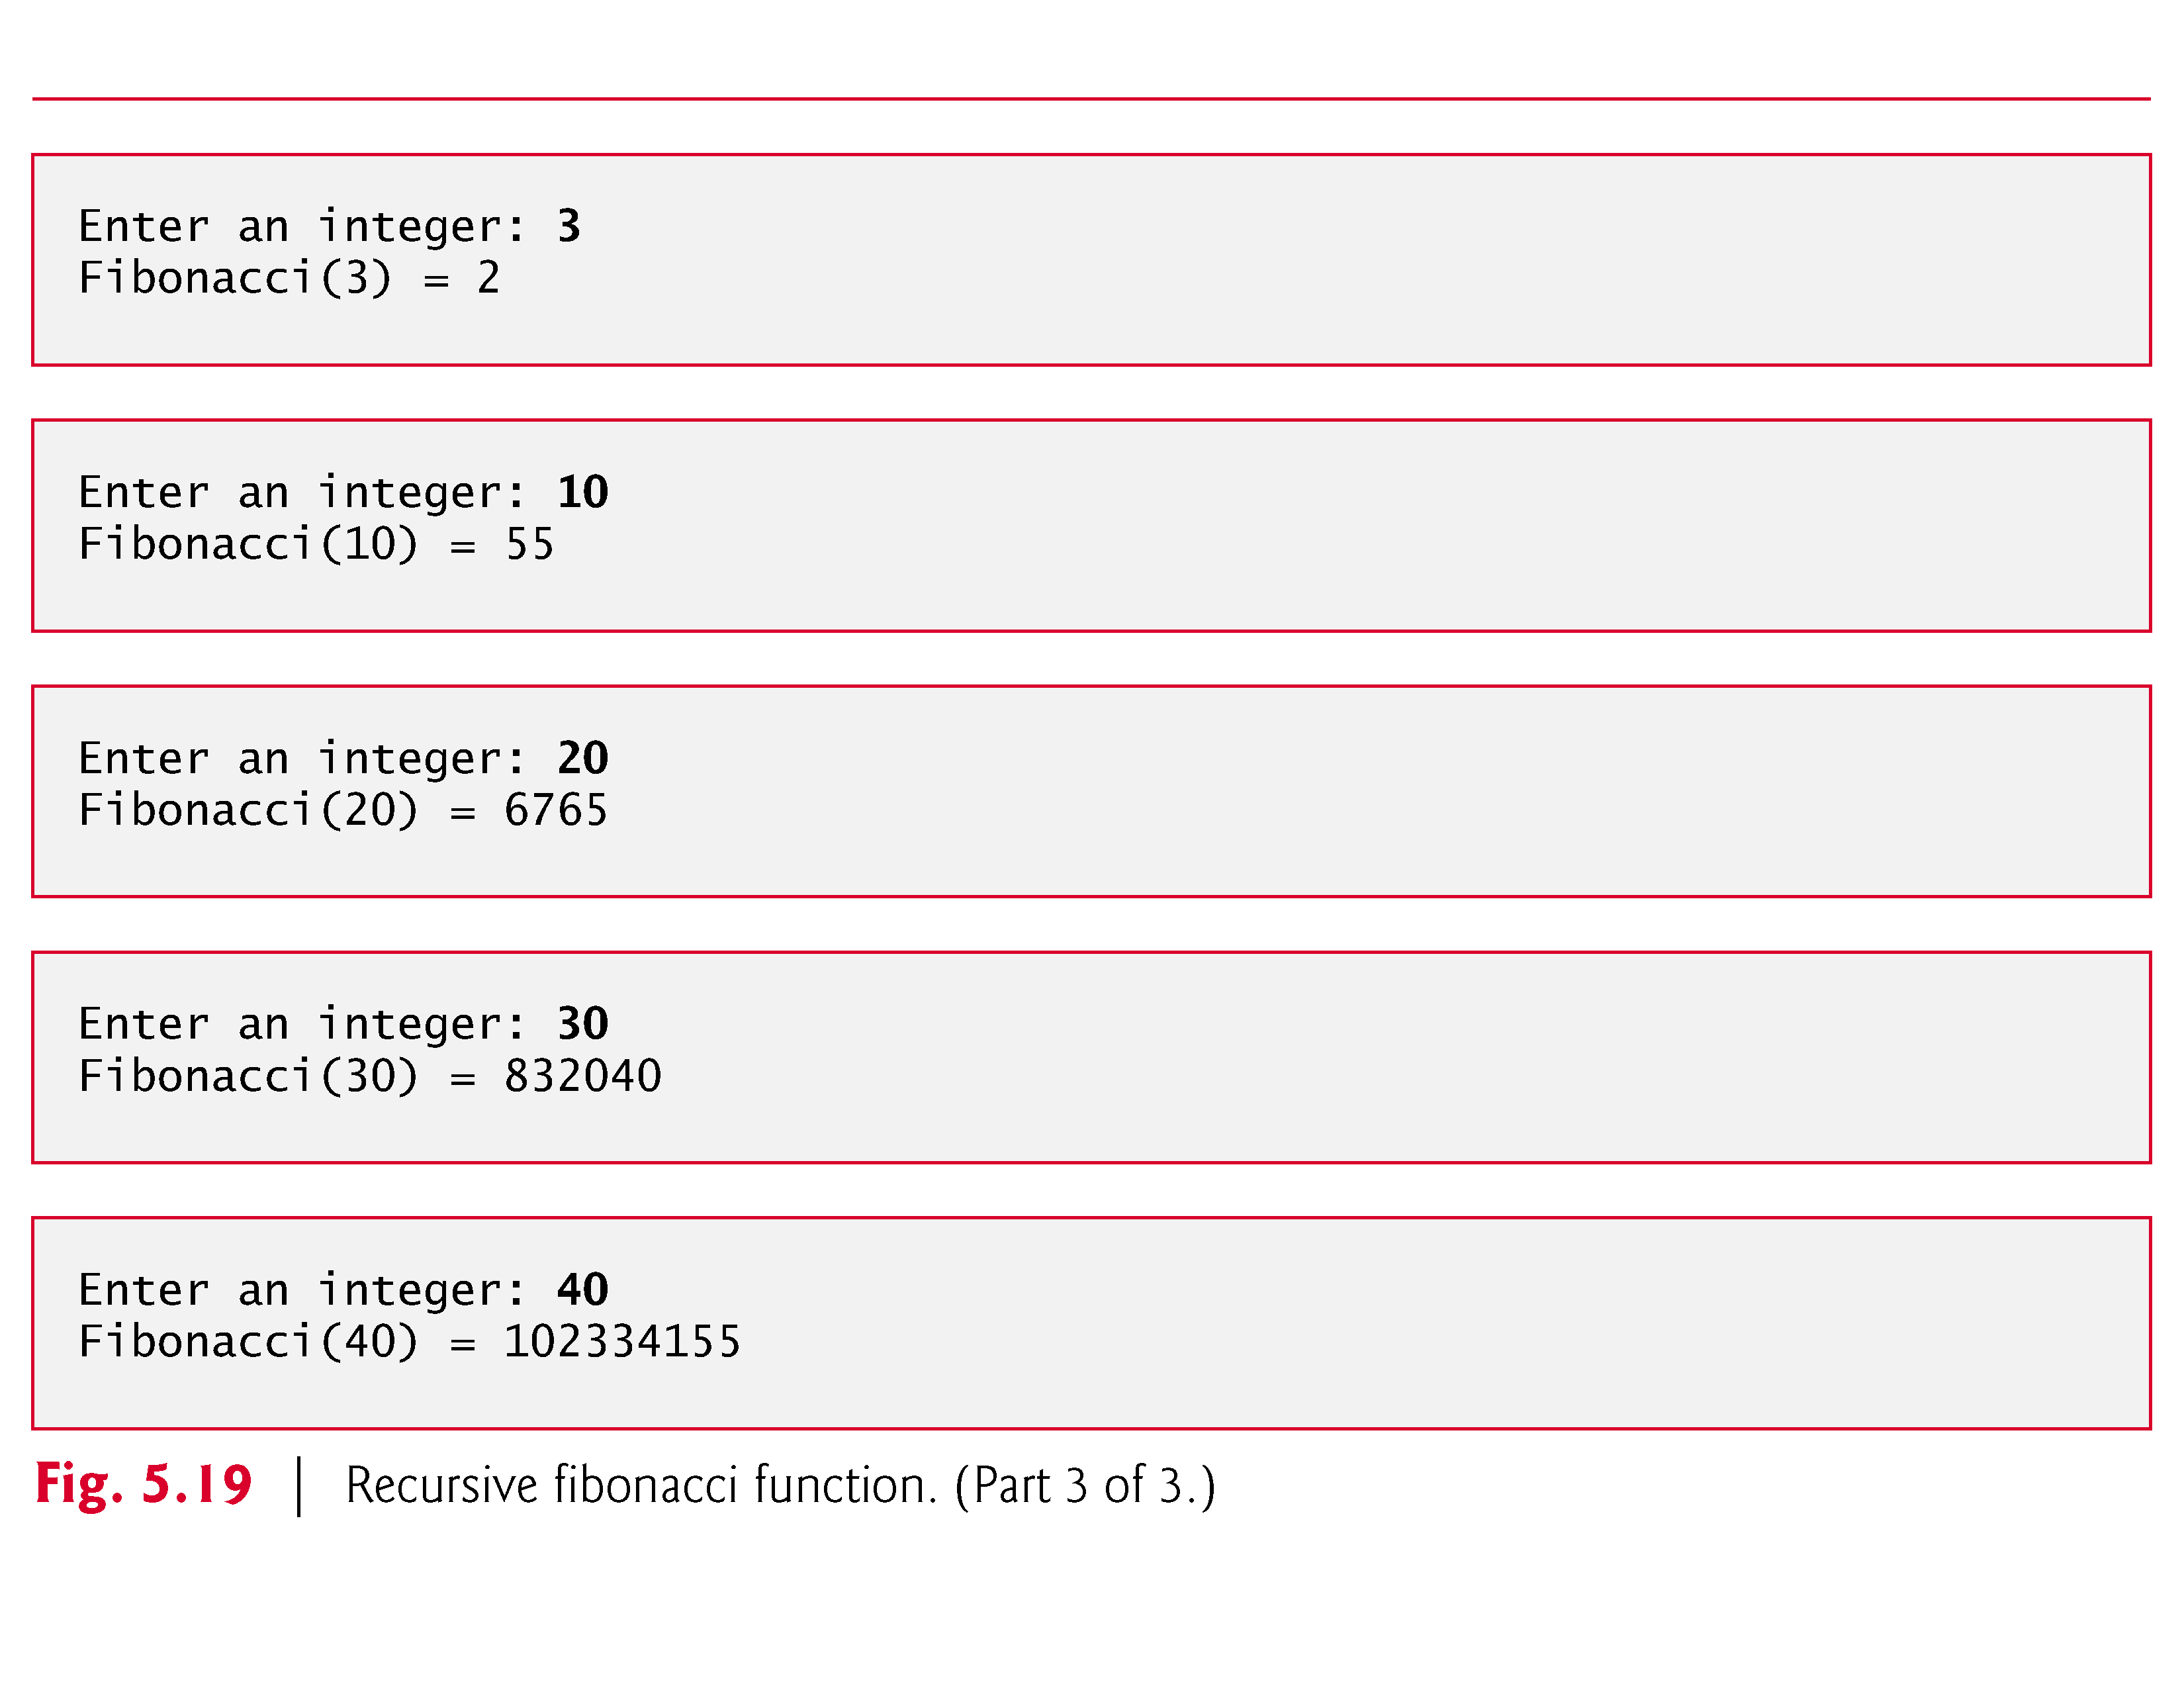 Enter an integer: 3
Fibonacci(3) = 2
Enter an integer: 10
Fibonacci(10) = 55
Enter an integer: 20
Fibonacci(20) = 6765
Enter an integer: 30
Fibonacci(30) = 832040
Enter an integer: 40
Fibonacci(40) = 102334155
Fig. 5.19 | Recursive fibonacci function. (Part 3 of 3.)